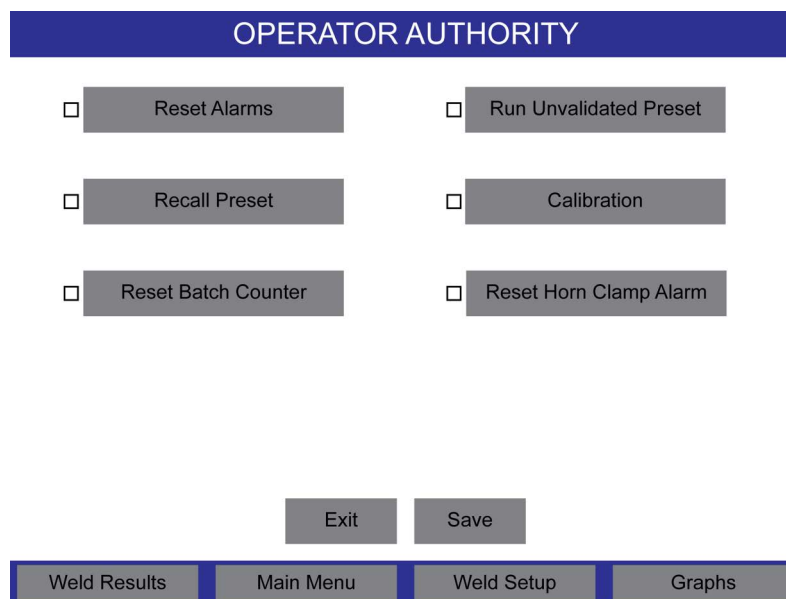 OPERATOR AUTHORITY
Reset Alarms
Run Unvalidated Preset
Recall Preset
Calibration
Reset Batch Counter
Reset Horn Clamp Alarm
Exit
Save
Weld Results
Main Menu
Weld Setup
Graphs